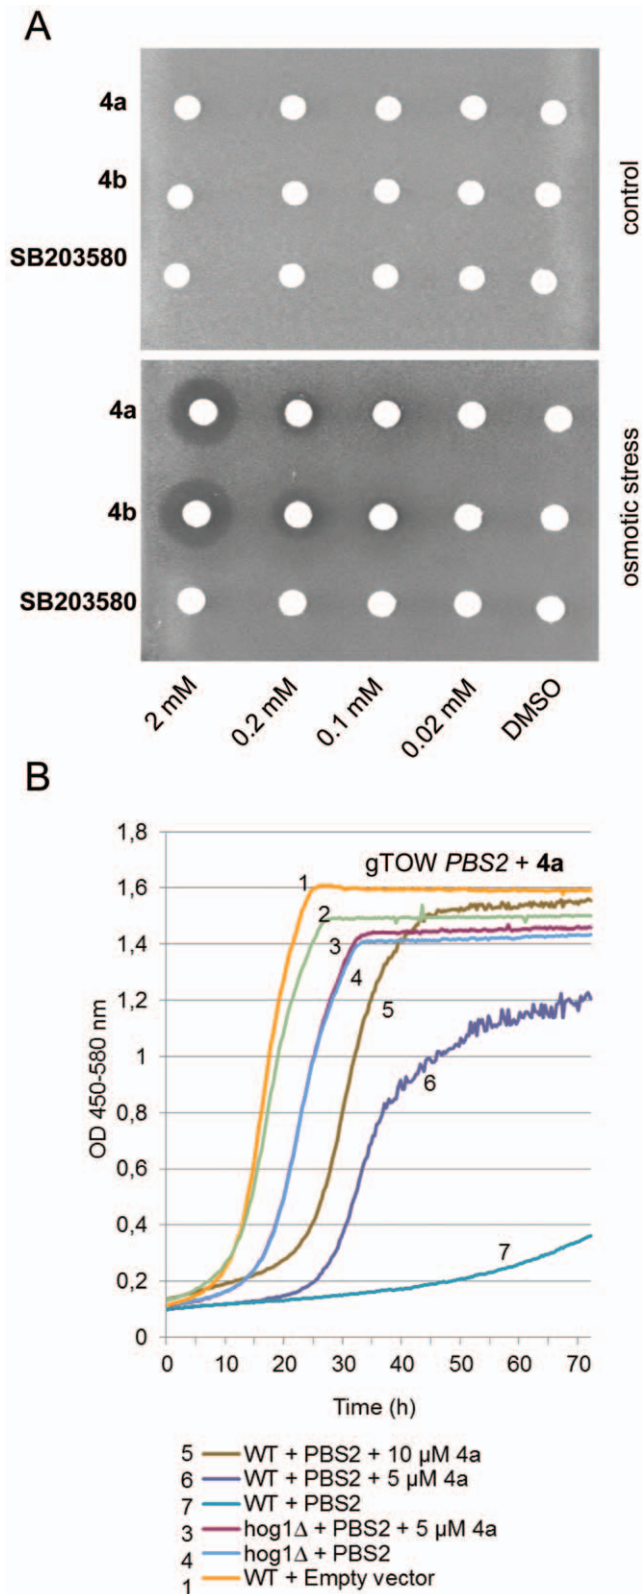 A
4a
4b
SB203580
control
4a
4b
SB203580
osmotic stress
2 mM
0.2 mM
0.1 mM
0.02 mM
DMSO
B
gTOW PBS2 + 4a
OD 450-580 nm
1,8
1,6
1,4
1,2
1
0,8
0,6
0,4
0,2
0
1
2
3
4
5
6
7
0 10 20 30 40 50 60 70
Time (h)
5 WT + PBS2 + 10 µM 4a
6 WT + PBS2 + 5 µM 4a
7 WT + PBS2
3 hog1Δ + PBS2 + 5 µM 4a
4 hog1Δ + PBS2
1 WT + Empty vector